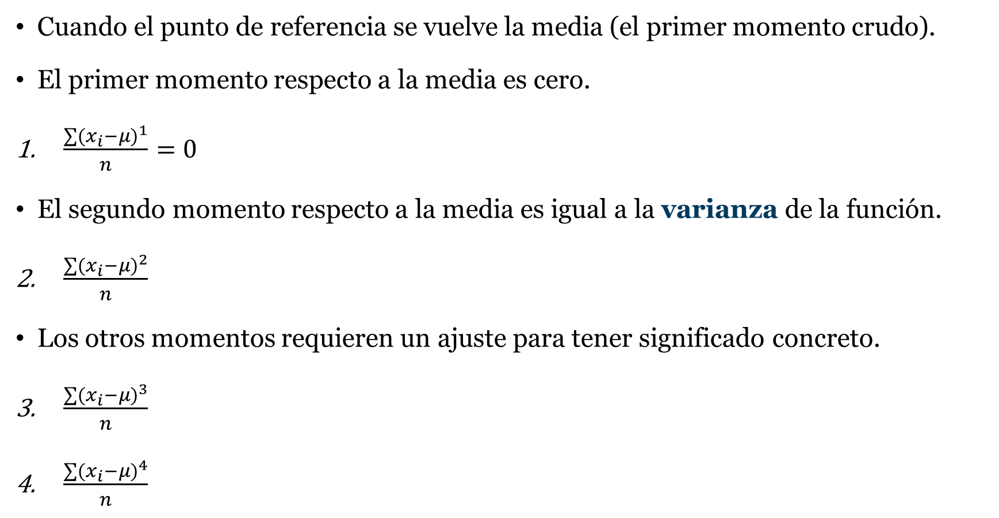 • Cuando el punto de referencia se vuelve la media (el primer momento crudo).
• El primer momento respecto a la media es cero.
1. $\frac{\sum(x_i-\mu)^1}{n} = 0$
• El segundo momento respecto a la media es igual a la varianza de la función.
2. $\frac{\sum(x_i-\mu)^2}{n}$
• Los otros momentos requieren un ajuste para tener significado concreto.
3. $\frac{\sum(x_i-\mu)^3}{n}$
4. $\frac{\sum(x_i-\mu)^4}{n}$